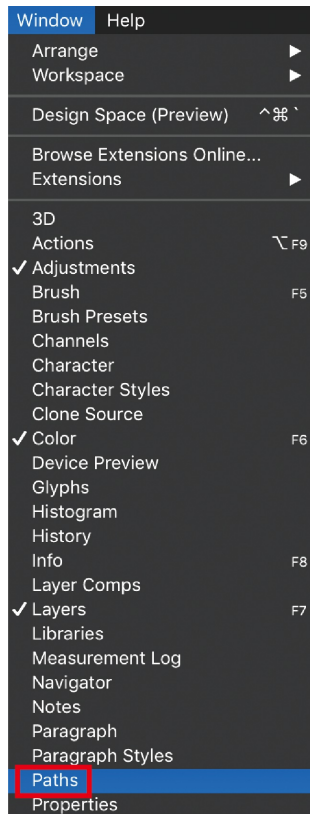 Window Help
Arrange ▶
Workspace ▶
Design Space (Preview) ^⌘`
Browse Extensions Online...
Extensions ▶
3D
Actions ⌥F9
✓ Adjustments
Brush F5
Brush Presets
Channels
Character
Character Styles
Clone Source
✓ Color F6
Device Preview
Glyphs
Histogram
History
Info F8
Layer Comps
✓ Layers F7
Libraries
Measurement Log
Navigator
Notes
Paragraph
Paragraph Styles
Paths
Properties